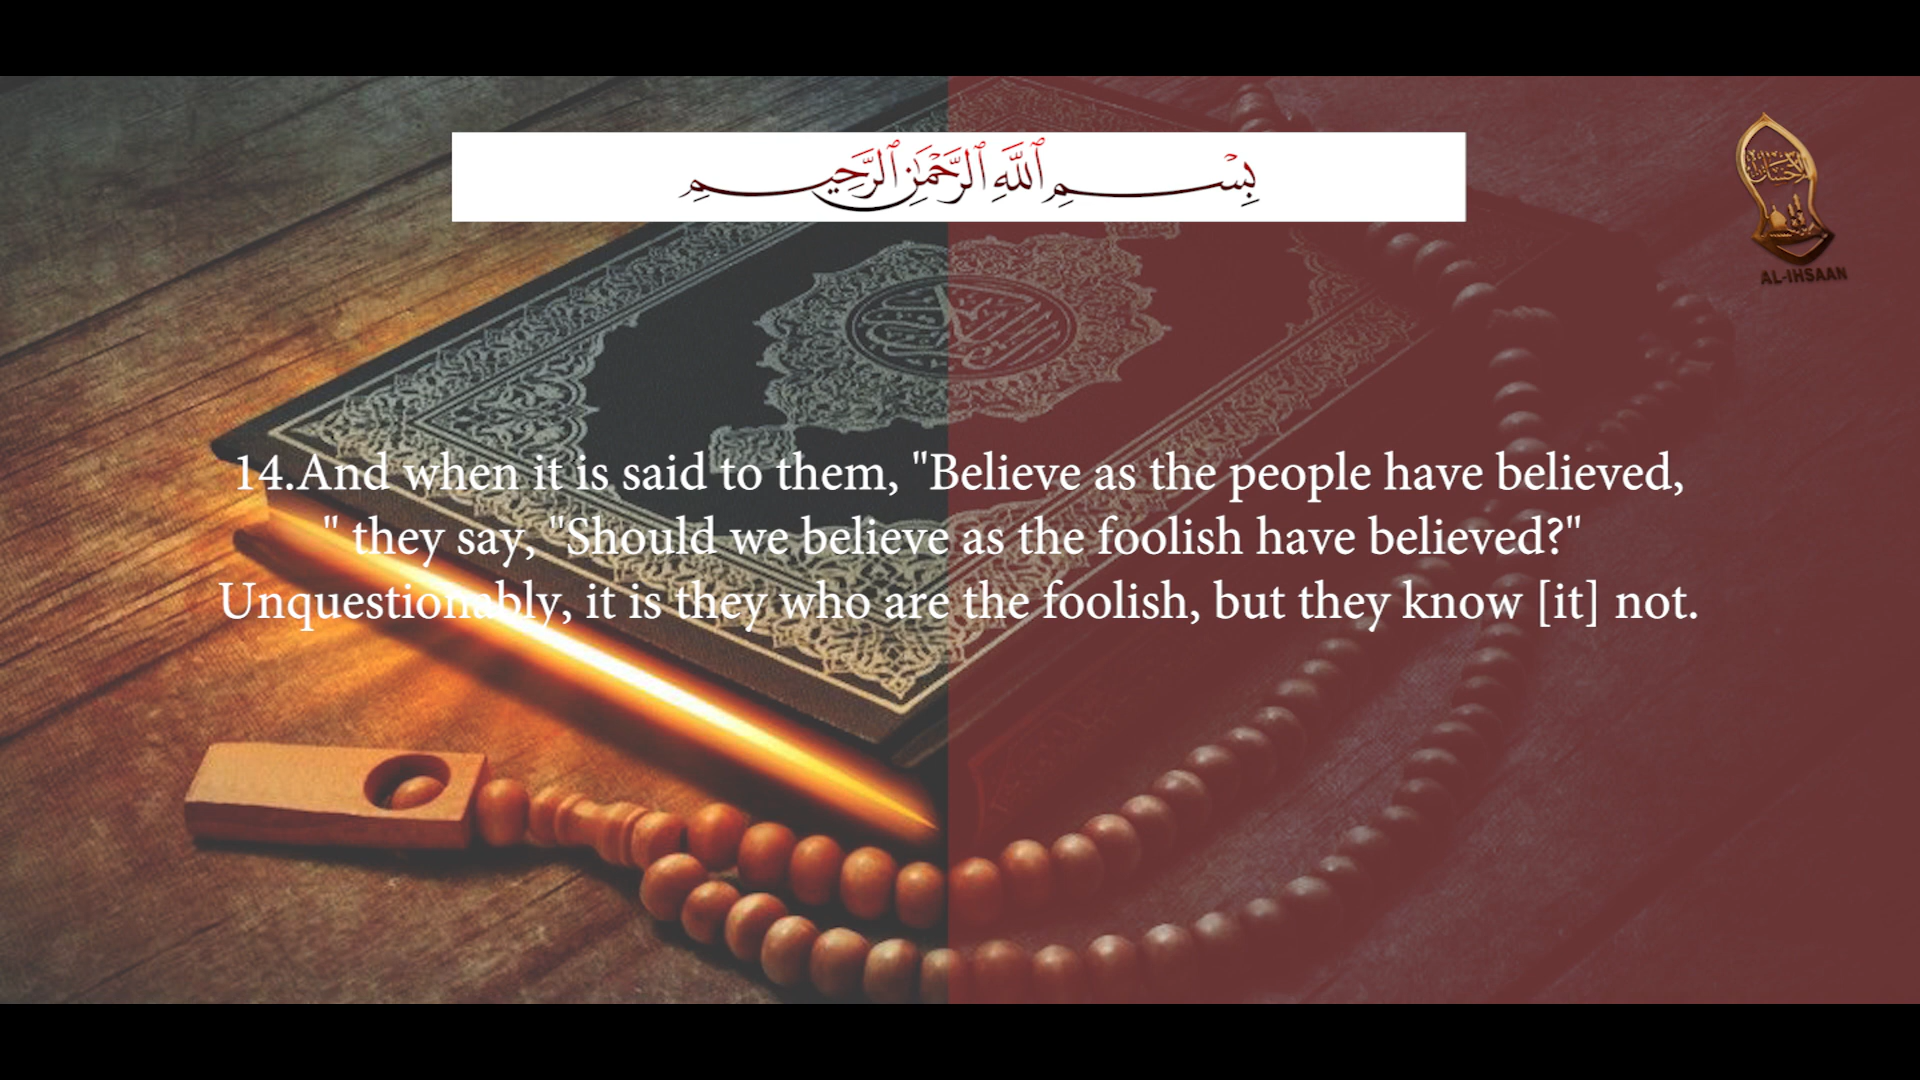 بِسْمِ ٱللَّهِ ٱلرَّحْمَٰنِ ٱلرَّحِيمِ
AL-IHSAAN
14.And when it is said to them, "Believe as the people have believed,
" they say, "Should we believe as the foolish have believed?"
Unquestionably, it is they who are the foolish, but they know [it] not.